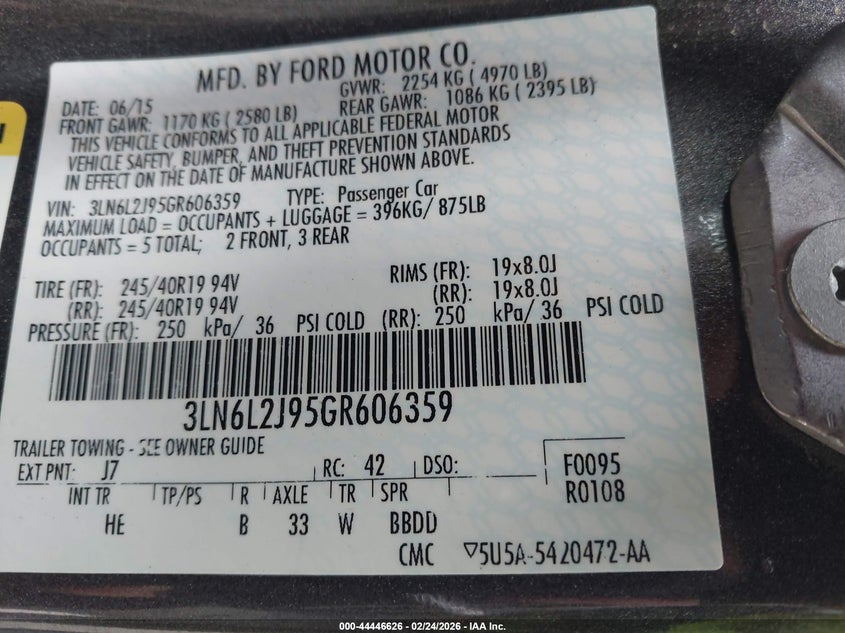 MFD. BY FORD MOTOR CO.
DATE: 06/15 GVWR: 2254 KG ( 4970 LB)
FRONT GAWR: 1170 KG ( 2580 LB) REAR GAWR: 1086 KG ( 2395 LB)
THIS VEHICLE CONFORMS TO ALL APPLICABLE FEDERAL MOTOR
VEHICLE SAFETY, BUMPER, AND THEFT PREVENTION STANDARDS
IN EFFECT ON THE DATE OF MANUFACTURE SHOWN ABOVE.
VIN: 3LN6L2J95GR606359 TYPE: Passenger Car
MAXIMUM LOAD = OCCUPANTS + LUGGAGE = 396KG/ 875LB
OCCUPANTS = 5 TOTAL; 2 FRONT, 3 REAR
TIRE (FR): 245/40R19 94V RIMS (FR): 19x8.0J
(RR): 245/40R19 94V (RR): 19x8.0J
PRESSURE (FR): 250 kPa/ 36 PSI COLD (RR): 250 kPa/ 36 PSI COLD
3LN6L2J95GR606359
TRAILER TOWING - SEE OWNER GUIDE
EXT PNT: J7 RC: 42 DSO: F0095
INT TR TP/PS R AXLE TR SPR R0108
HE B 33 W BBDD
CMC ▽5U5A-5420472-AA
000-44446626 - 02/24/2026 - IAA Inc.